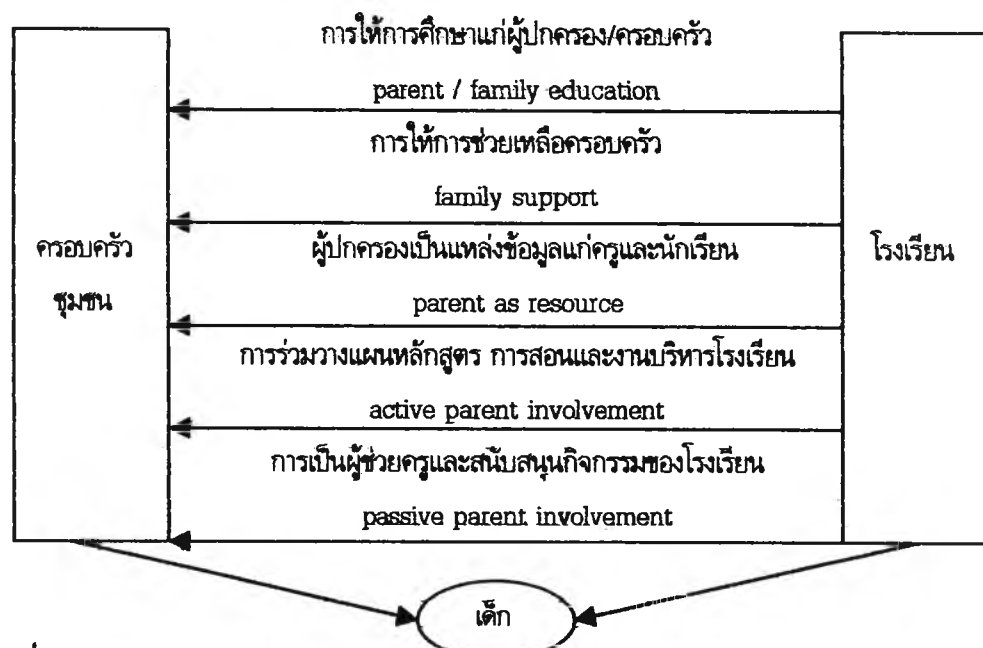 การให้การศึกษาแก่ผู้ปกครอง/ครอบครัว
parent / family education
การให้การช่วยเหลือครอบครัว
family support
ครอบครัว
ชุมชน
ผู้ปกครองเป็นแหล่งข้อมูลแก่ครูและนักเรียน
โรงเรียน
parent as resource
การร่วมวางแผนหลักสูตร การสอนและงานบริหารโรงเรียน
active parent involvement
การเป็นผู้ช่วยครูและสนับสนุนกิจกรรมของโรงเรียน
passive parent involvement
เด็ก